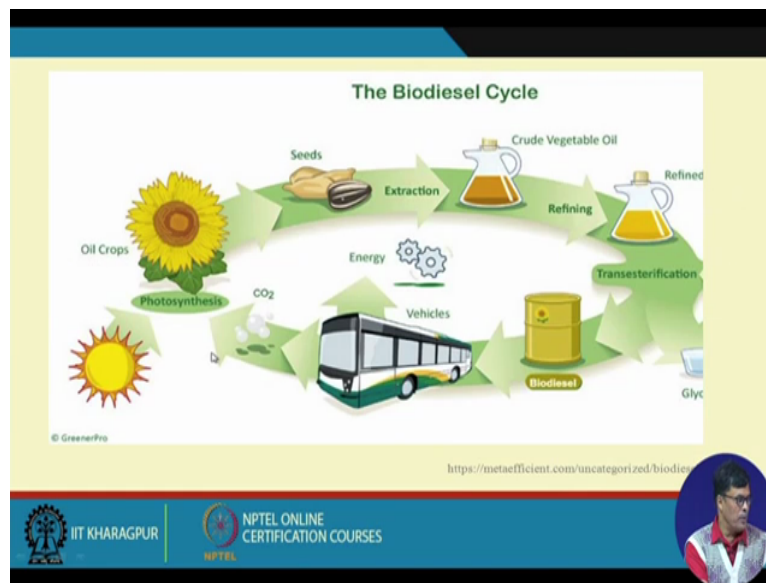 The Biodiesel Cycle
Seeds
Crude Vegetable Oil
Extraction
Refined
Refining
Oil Crops
Energy
Transesterification
CO2
Photosynthesis
Vehicles
Biodiesel
Glyc
© GreenerPro
https://metaefficient.com/uncategorized/biodies
IIT KHARAGPUR
NPTEL
NPTEL ONLINE
CERTIFICATION COURSES